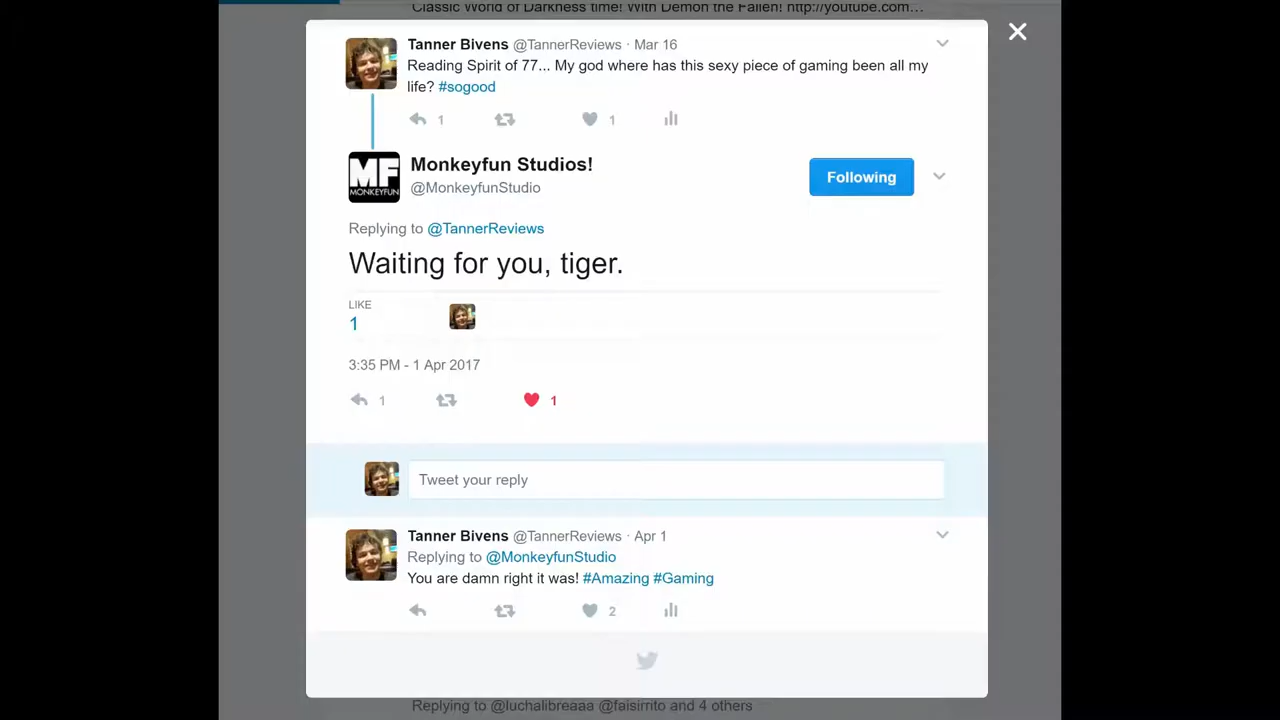 Classic World of Darkness time! With Demon the Fallen! http://youtube.com...
Tanner Bivens @TannerReviews · Mar 16
Reading Spirit of 77... My god where has this sexy piece of gaming been all my
life? #sogood
1 1
MF
MONKEYFUN
Monkeyfun Studios!
@MonkeyfunStudio
Following
Replying to @TannerReviews
Waiting for you, tiger.
LIKE
1
3:35 PM - 1 Apr 2017
1 1
Tweet your reply
Tanner Bivens @TannerReviews · Apr 1
Replying to @MonkeyfunStudio
You are damn right it was! #Amazing #Gaming
2
Replying to @luchalibreaaa @faisirrito and 4 others